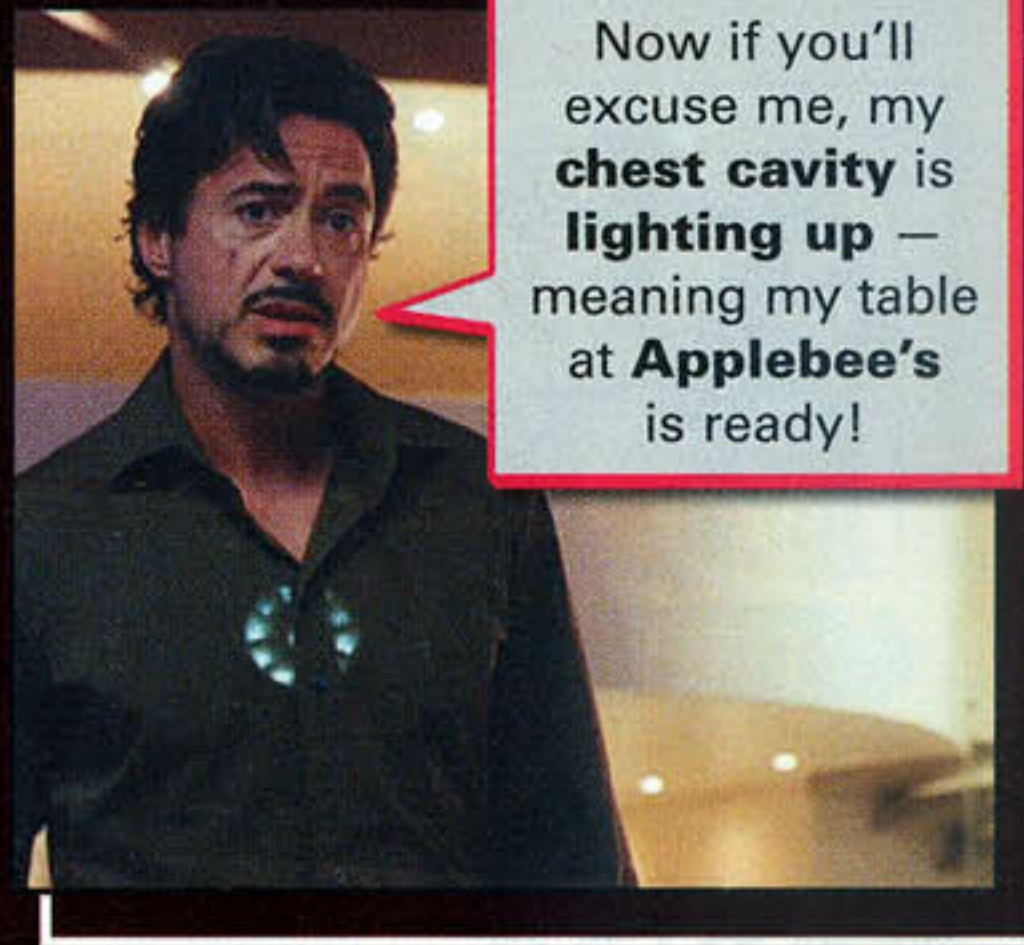 Now if you'll
excuse me, my
chest cavity is
lighting up —
meaning my table
at Applebee's
is ready!